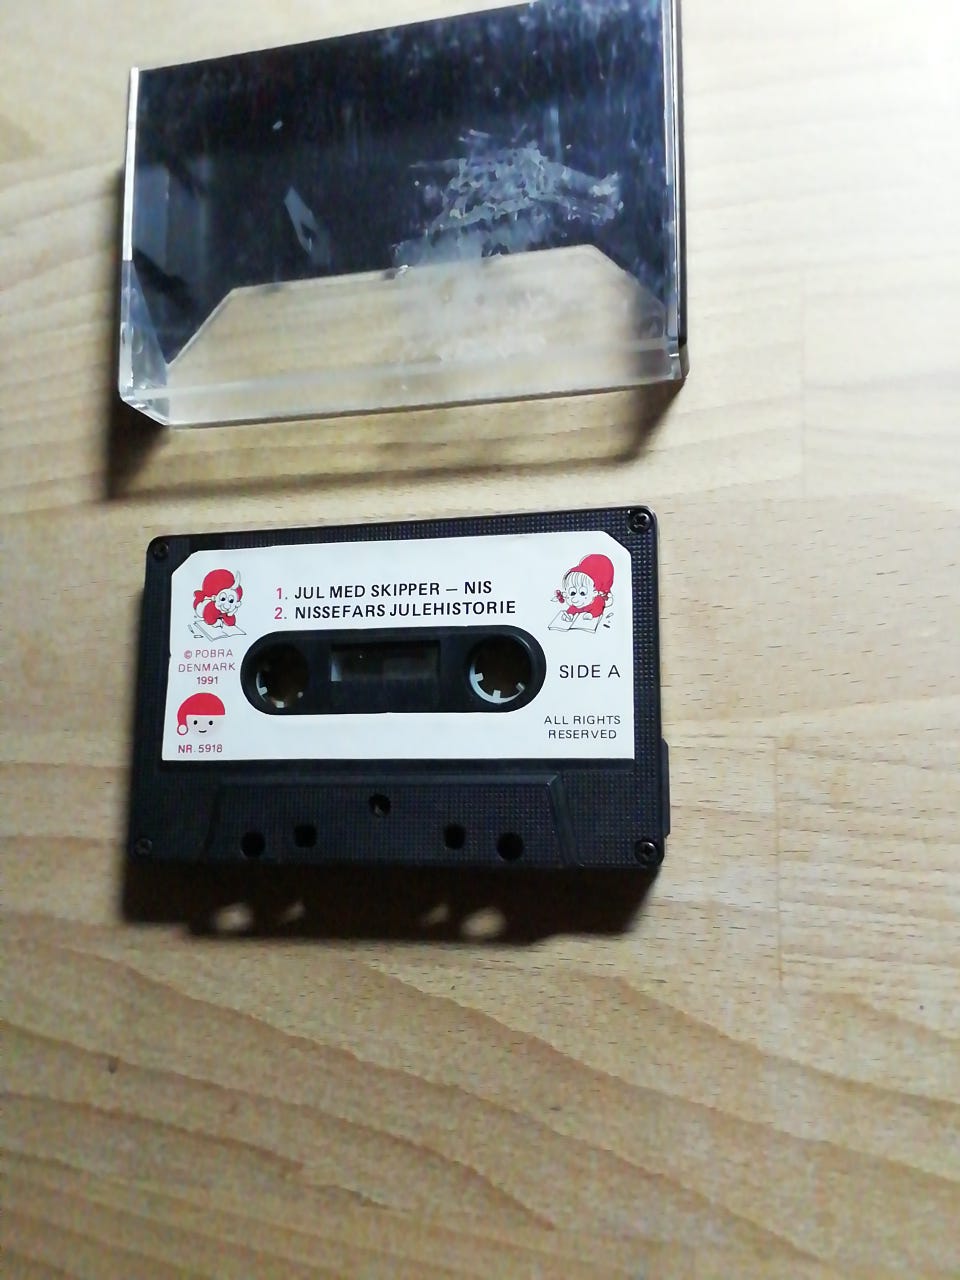 1. JUL MED SKIPPER – NIS
2. NISSEFARS JULEHISTORIE
© POBRA
DENMARK
1991
NR. 5918
SIDE A
ALL RIGHTS
RESERVED